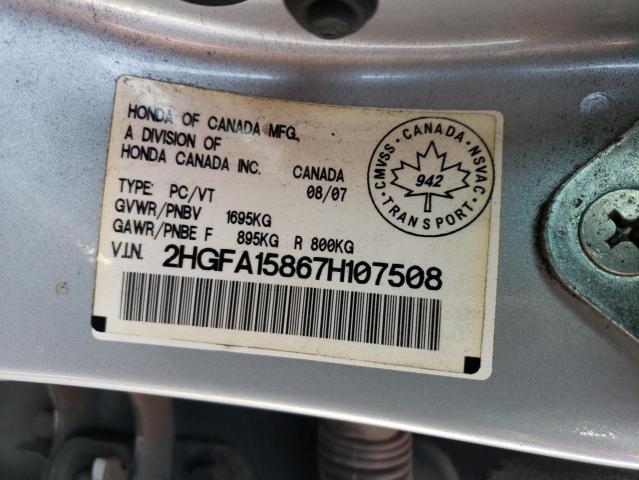 HONDA OF CANADA MFG.,
A DIVISION OF
HONDA CANADA INC. CANADA
TYPE: PC/VT 08/07
GVWR/PNBV 1695KG
GAWR/PNBE F 895KG R 800KG
V.I.N. 2HGFA15867H107508
CMVSS · CANADA · NSVAC
942
· TRANSPORT ·